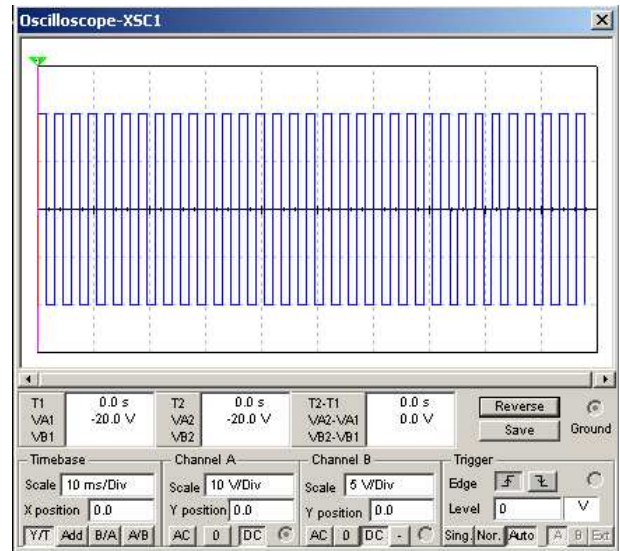 Oscilloscope-XSC1
T1 0.0 s T2 0.0 s T2-T1 0.0 s Reverse
VA1 -20.0 V VA2 -20.0 V VA2-VA1 0.0 V
VB1 VB2 VB2-VB1 Save Ground
Timebase Channel A Channel B Trigger
Scale 10 ms/Div Scale 10 V/Div Scale 5 V/Div Edge
X position 0.0 Y position 0.0 Y position 0.0 Level 0 V
Y/T Add B/A A/B AC 0 DC AC 0 DC - Sing. Nor. Auto A B Ext